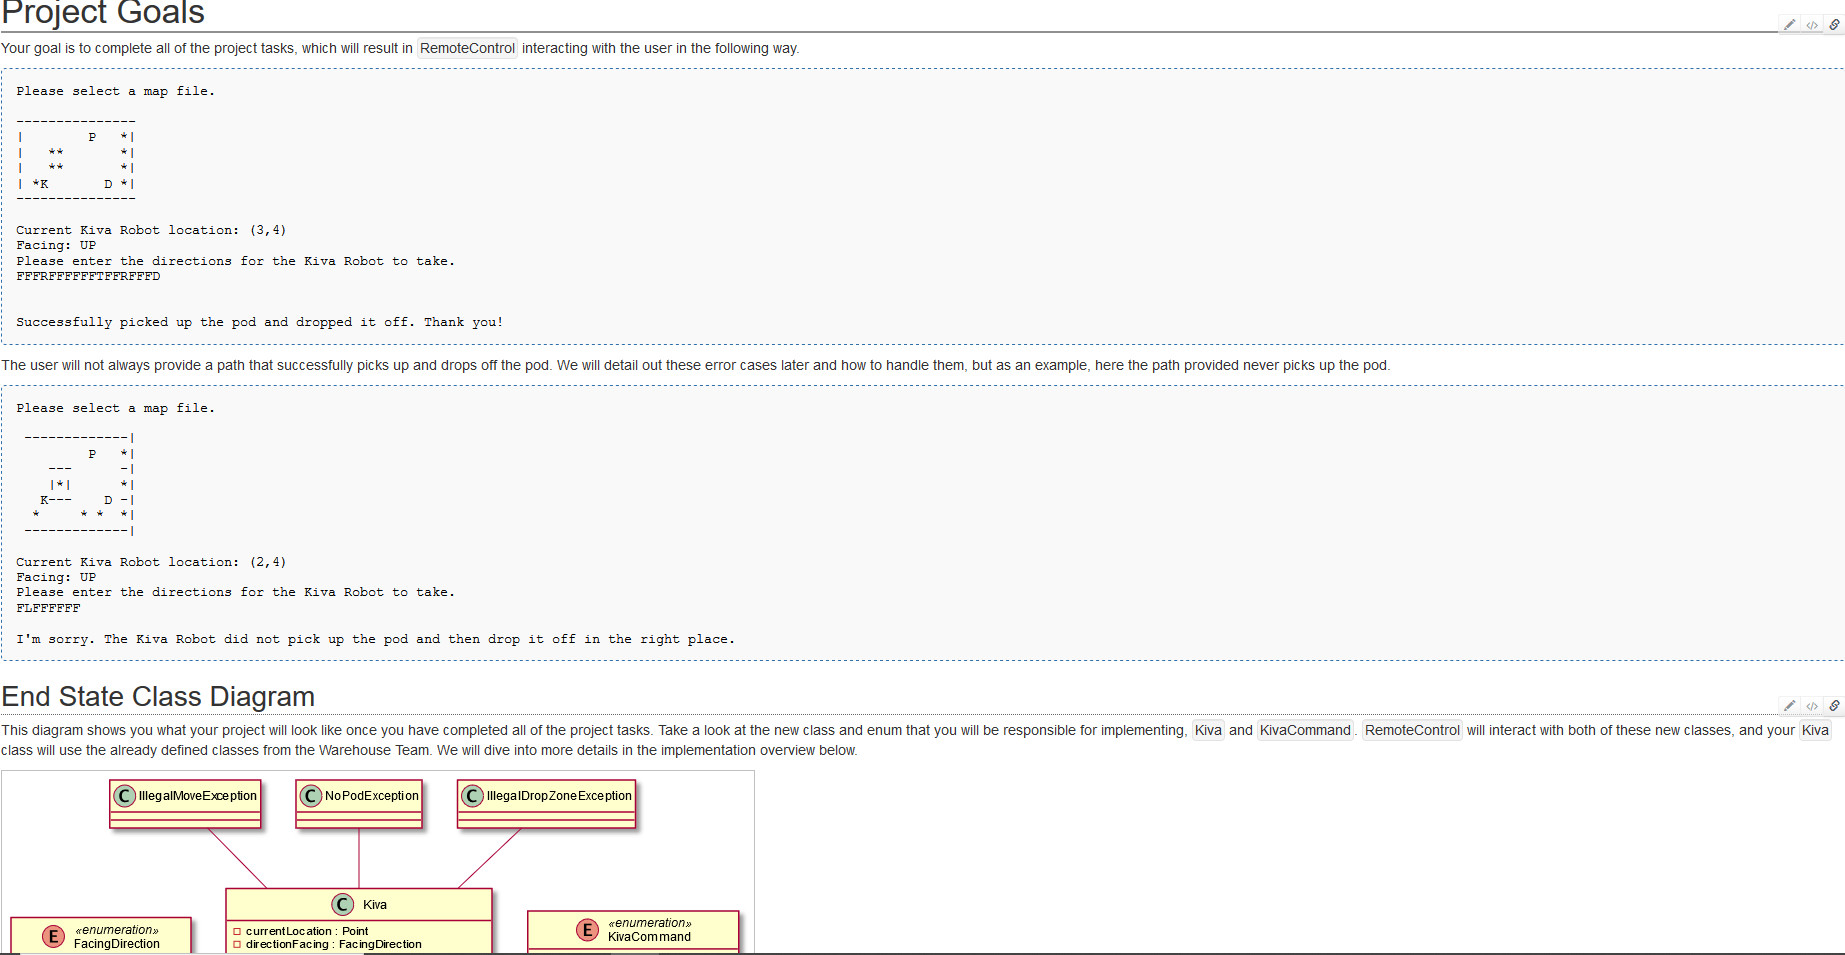 Project Goals
Your goal is to complete all of the project tasks, which will result in RemoteControl interacting with the user in the following way.
Please select a map file.
---------------
|        P   *|
|   **       *|
|   **       *|
| *K       D *|
---------------
Current Kiva Robot location: (3,4)
Facing: UP
Please enter the directions for the Kiva Robot to take.
FFFRFFFFFFTFFRFFFD
Successfully picked up the pod and dropped it off. Thank you!
The user will not always provide a path that successfully picks up and drops off the pod. We will detail out these error cases later and how to handle them, but as an example, here the path provided never picks up the pod.
Please select a map file.
 -------------|
         P   *|
    ---      -|
    |*|      *|
   K---    D -|
  *     * *  *|
 -------------|
Current Kiva Robot location: (2,4)
Facing: UP
Please enter the directions for the Kiva Robot to take.
FLFFFFFF
I'm sorry. The Kiva Robot did not pick up the pod and then drop it off in the right place.
End State Class Diagram
This diagram shows you what your project will look like once you have completed all of the project tasks. Take a look at the new class and enum that you will be responsible for implementing, Kiva and KivaCommand. RemoteControl will interact with both of these new classes, and your Kiva
class will use the already defined classes from the Warehouse Team. We will dive into more details in the implementation overview below.
C IllegalMoveException C NoPodException C IllegalDropZoneException
C Kiva
currentLocation : Point
directionFacing : FacingDirection
E «enumeration»
FacingDirection
E «enumeration»
KivaCommand